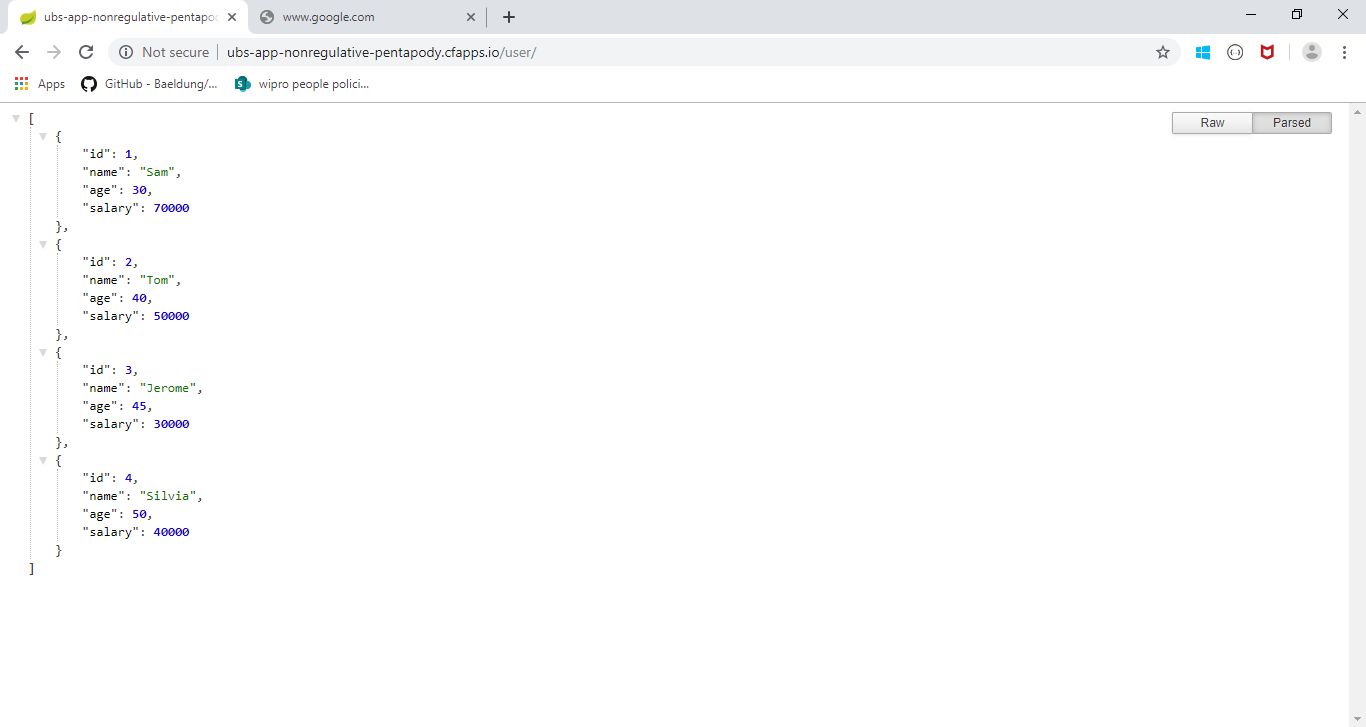 ubs-app-nonregulative-pentapod
www.google.com
Not secure
ubs-app-nonregulative-pentapody.cfapps.io/user/
Apps
GitHub - Baeldung/...
S
wipro people polici...
Raw
Parsed
[
{
"id": 1,
"name": "Sam",
"age": 30,
"salary": 70000
},
{
"id": 2,
"name": "Tom",
"age": 40,
"salary": 50000
},
{
"id": 3,
"name": "Jerome",
"age": 45,
"salary": 30000
},
{
"id": 4,
"name": "Silvia",
"age": 50,
"salary": 40000
}
]